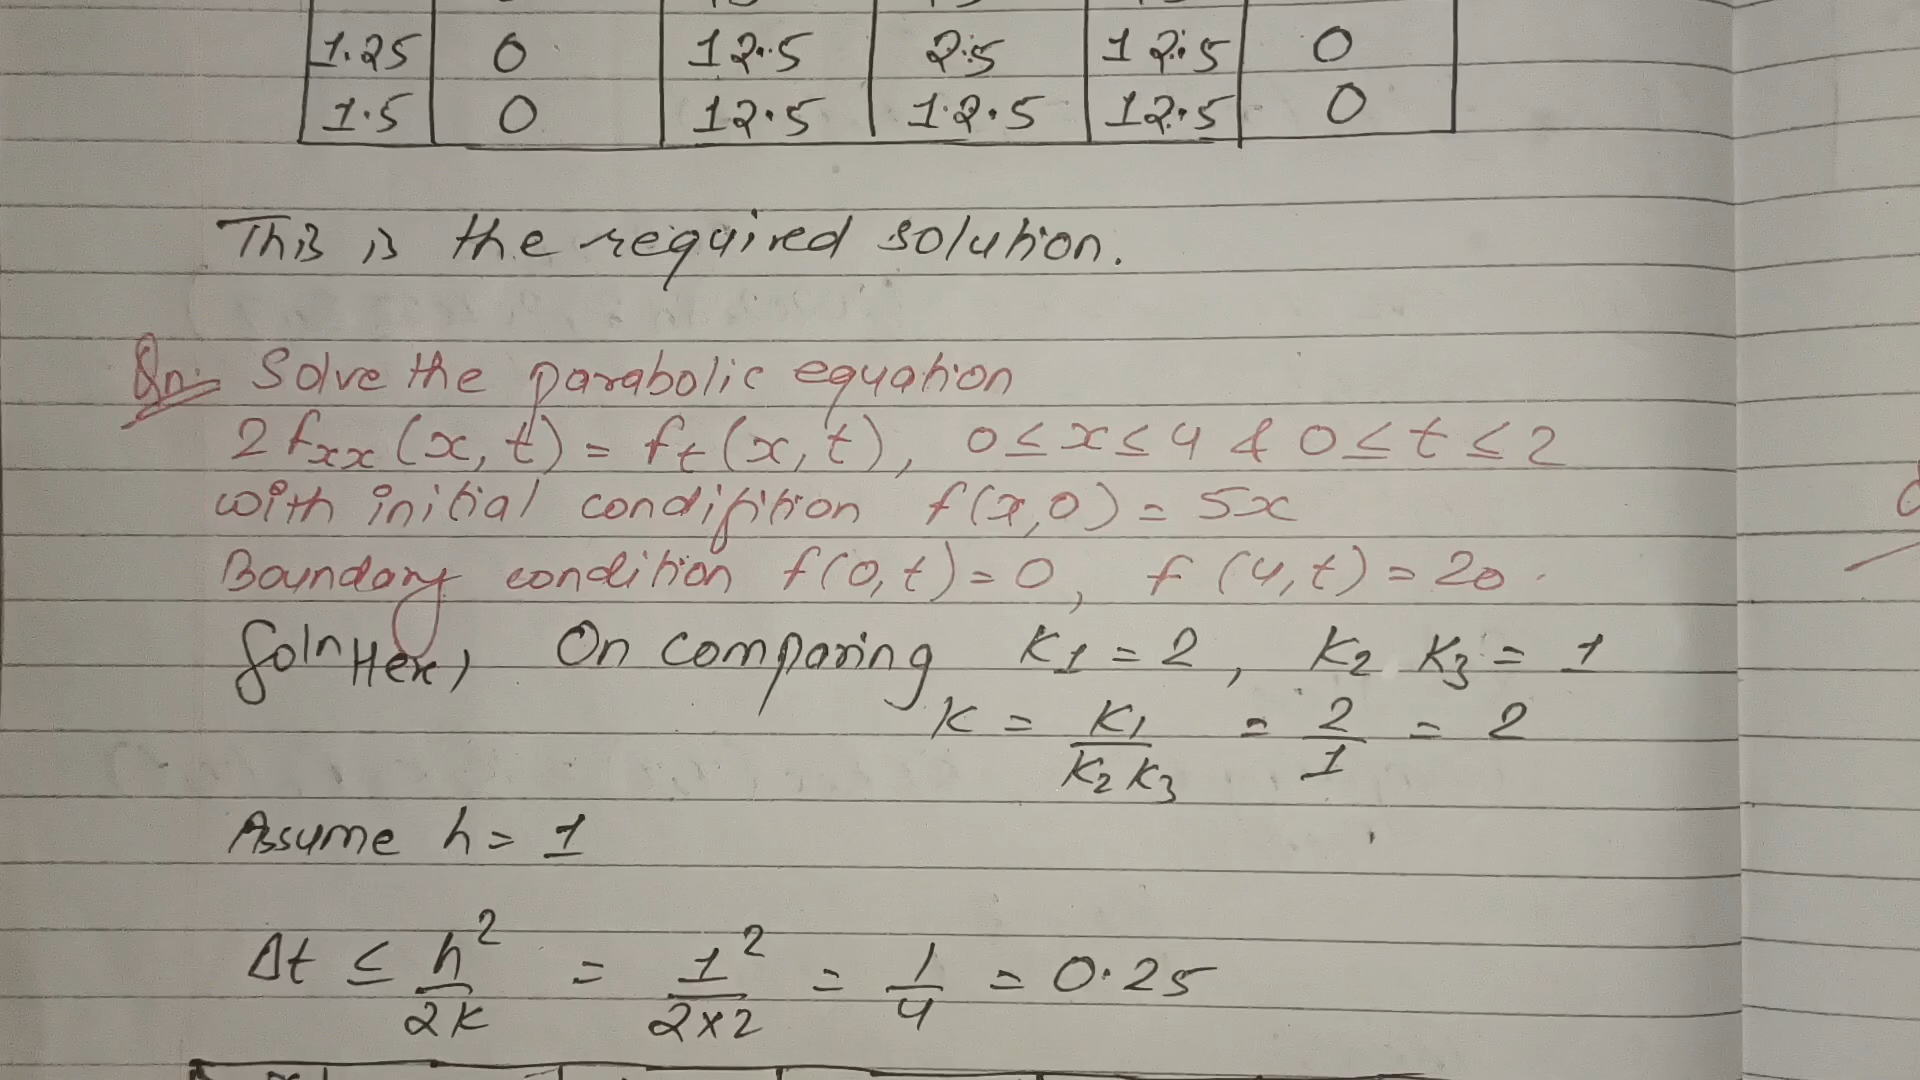 1.25 0 12.5 2.5 12.5 0
1.5 0 12.5 12.5 12.5 0
This is the required solution.
Qn. Solve the parabolic equation
2 fxx (x, t) = ft (x, t), 0 ≤ x ≤ 4 & 0 ≤ t ≤ 2
with initial condifition f(x,0) = 5x
Boundary condition f(0,t) = 0, f(4,t) = 20.
Soln Here, On comparing K1 = 2, K2 K3 = 1
K = K1/K2 K3 = 2/1 = 2
Assume h = 1
Δt ≤ h²/2K = 1²/2×2 = 1/4 = 0.25